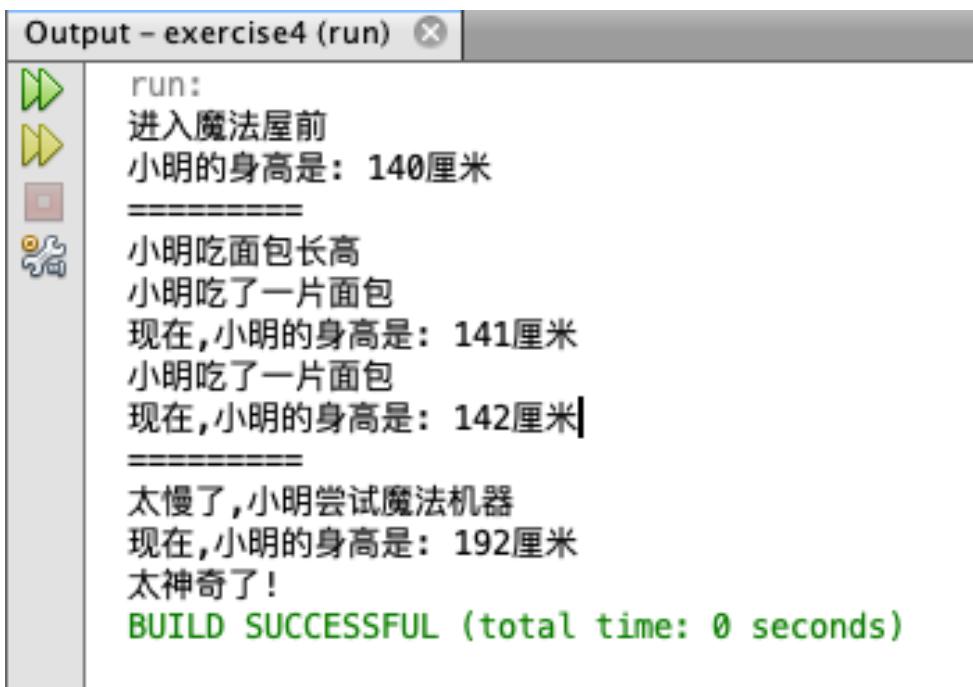 Output – exercise4 (run)
run:
进入魔法屋前
小明的身高是: 140厘米
=========
小明吃面包长高
小明吃了一片面包
现在,小明的身高是: 141厘米
小明吃了一片面包
现在,小明的身高是: 142厘米
=========
太慢了,小明尝试魔法机器
现在,小明的身高是: 192厘米
太神奇了!
BUILD SUCCESSFUL (total time: 0 seconds)